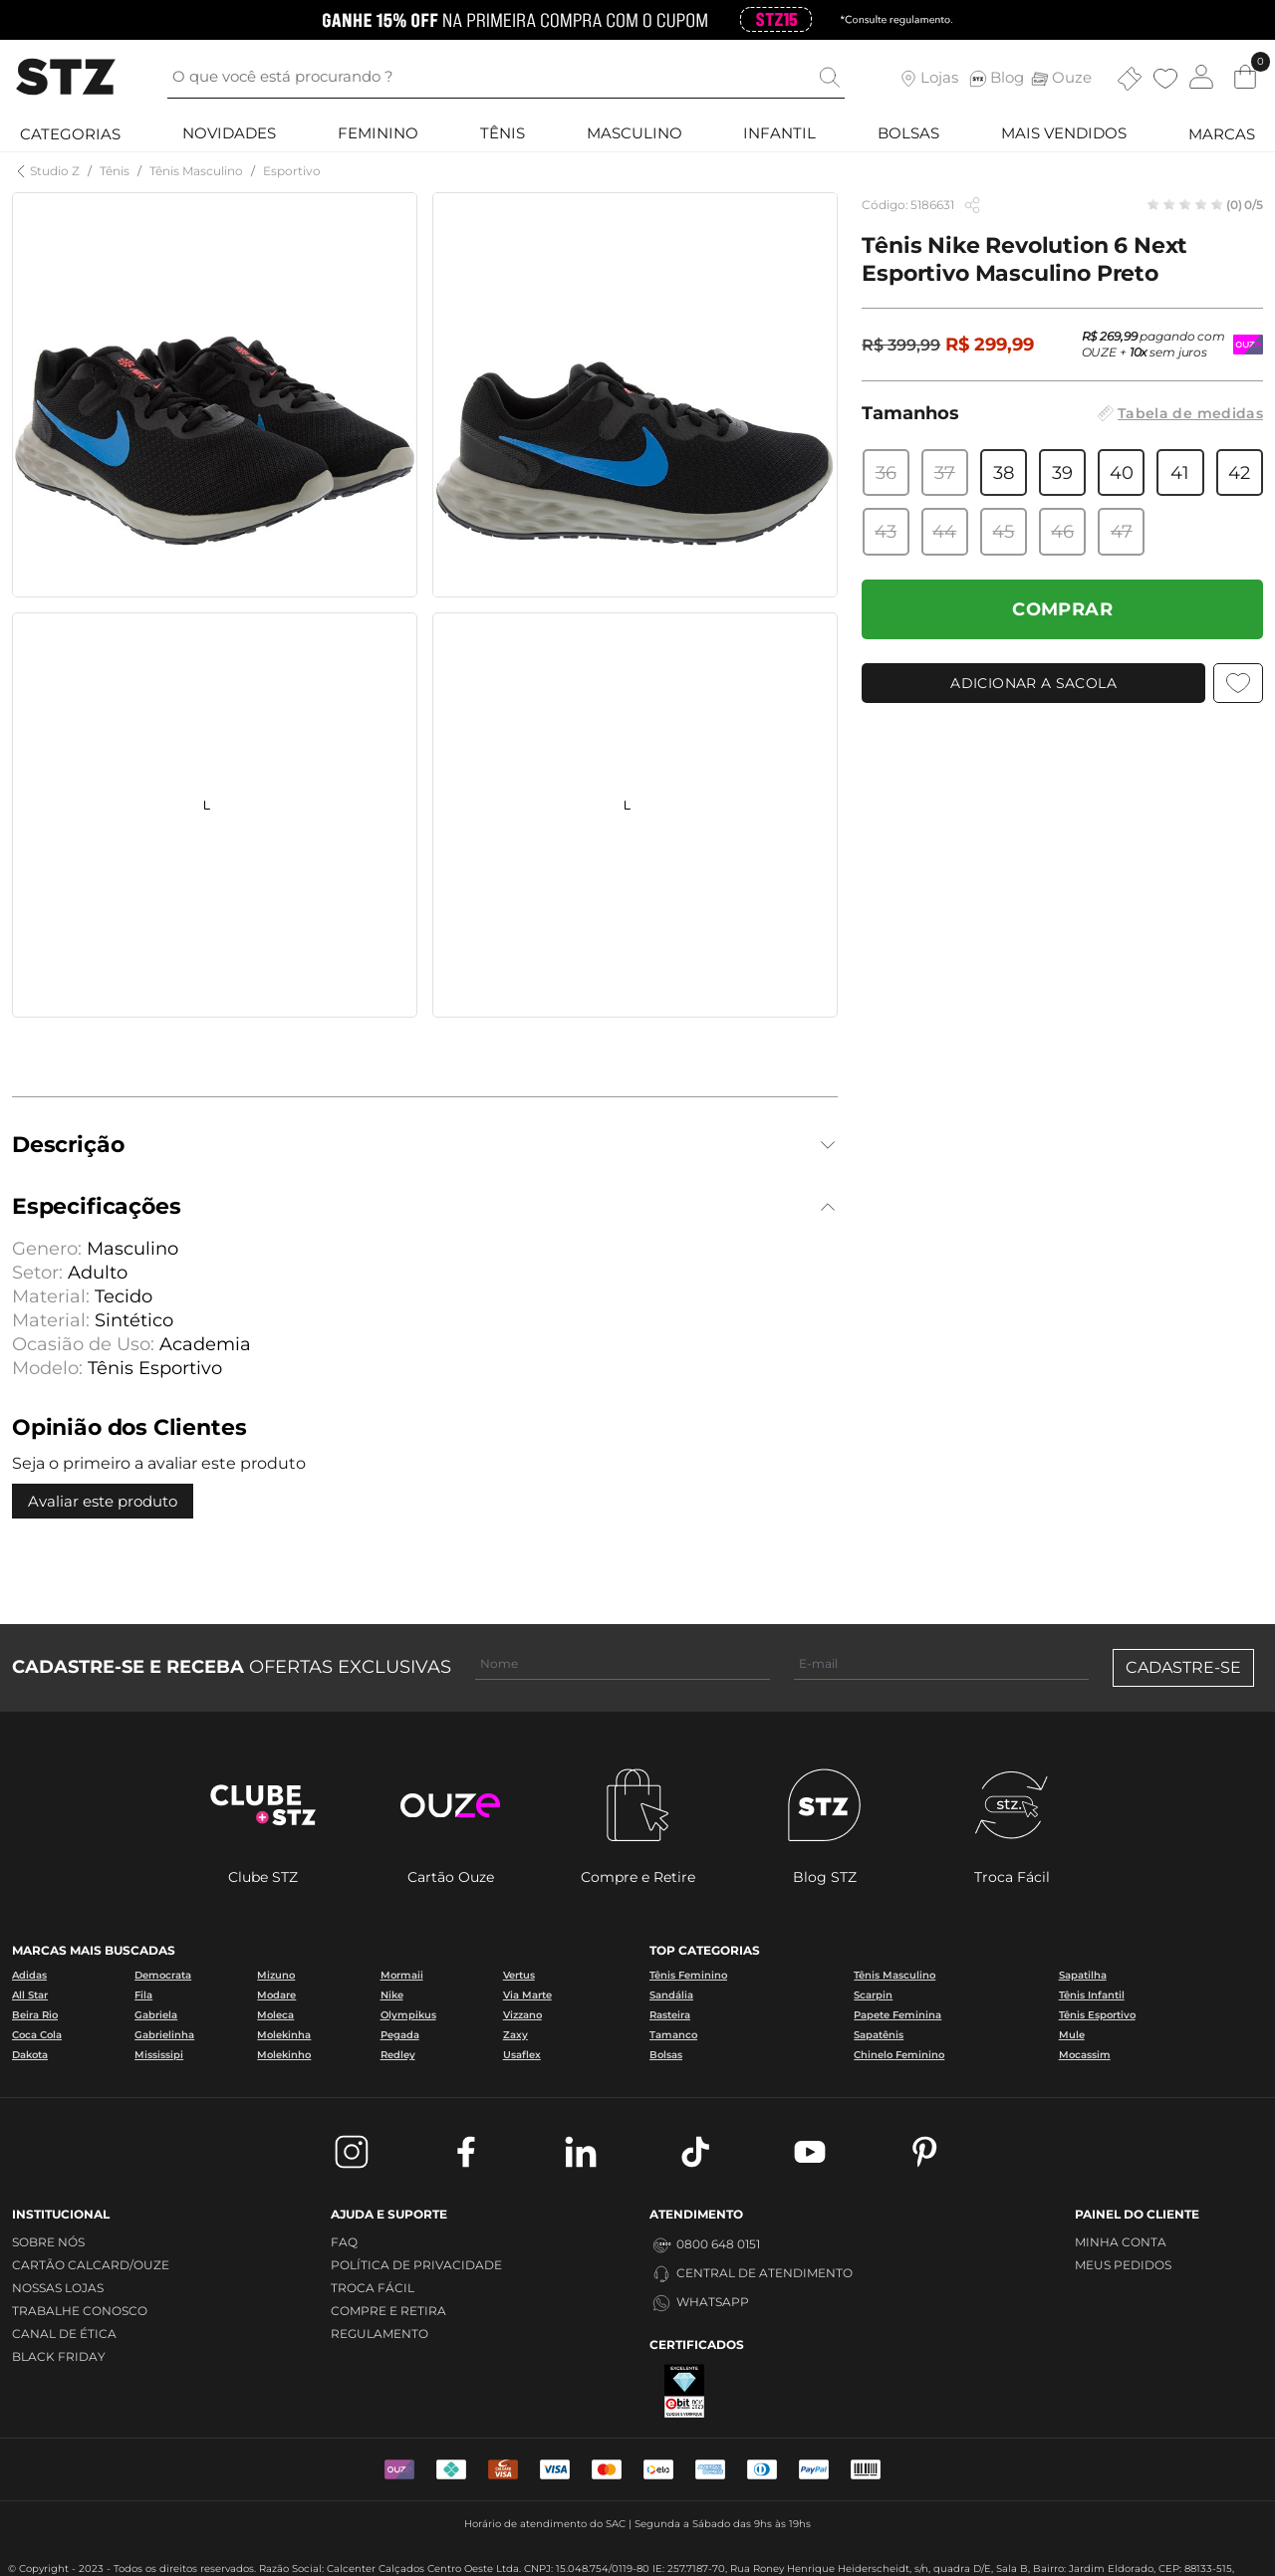 GANHE 15% OFF NA PRIMEIRA COMPRA COM O CUPOM STZ15 *Consulte regulamento.
STZ
O que você está procurando ?
Lojas
STZ Blog
Ouze
0
CATEGORIAS NOVIDADES FEMININO TÊNIS MASCULINO INFANTIL BOLSAS MAIS VENDIDOS MARCAS
Studio Z / Tênis / Tênis Masculino / Esportivo
Código: 5186631
(0) 0/5
Tênis Nike Revolution 6 Next
Esportivo Masculino Preto
R$ 399,99 R$ 299,99
R$ 269,99 pagando com
OUZE + 10x sem juros
OUZE
Tamanhos
Tabela de medidas
36 37 38 39 40 41 42
43 44 45 46 47
COMPRAR
ADICIONAR A SACOLA
L
L
Descrição
Especificações
Genero: Masculino
Setor: Adulto
Material: Tecido
Material: Sintético
Ocasião de Uso: Academia
Modelo: Tênis Esportivo
Opinião dos Clientes
Seja o primeiro a avaliar este produto
Avaliar este produto
CADASTRE-SE E RECEBA OFERTAS EXCLUSIVAS
Nome
E-mail
CADASTRE-SE
CLUBE
+STZ
ouze
STZ
stz.
Clube STZ
Cartão Ouze
Compre e Retire
Blog STZ
Troca Fácil
MARCAS MAIS BUSCADAS
Adidas Democrata Mizuno Mormaii Vertus
All Star Fila Modare Nike Via Marte
Beira Rio Gabriela Moleca Olympikus Vizzano
Coca Cola Gabrielinha Molekinha Pegada Zaxy
Dakota Mississipi Molekinho Redley Usaflex
TOP CATEGORIAS
Tênis Feminino Tênis Masculino Sapatilha
Sandália Scarpin Tênis Infantil
Rasteira Papete Feminina Tênis Esportivo
Tamanco Sapatênis Mule
Bolsas Chinelo Feminino Mocassim
INSTITUCIONAL
SOBRE NÓS
CARTÃO CALCARD/OUZE
NOSSAS LOJAS
TRABALHE CONOSCO
CANAL DE ÉTICA
BLACK FRIDAY
AJUDA E SUPORTE
FAQ
POLÍTICA DE PRIVACIDADE
TROCA FÁCIL
COMPRE E RETIRA
REGULAMENTO
ATENDIMENTO
0800 648 0151
CENTRAL DE ATENDIMENTO
WHATSAPP
CERTIFICADOS
EXCELENTE
ebit
PAINEL DO CLIENTE
MINHA CONTA
MEUS PEDIDOS
OUZE
VISA
VISA
elo
PayPal
Horário de atendimento do SAC | Segunda a Sábado das 9hs às 19hs
© Copyright - 2023 - Todos os direitos reservados. Razão Social: Calcenter Calçados Centro Oeste Ltda. CNPJ: 15.048.754/0119-80 IE: 257.7187-70, Rua Roney Henrique Heiderscheidt, s/n, quadra D/E, Sala B, Bairro: Jardim Eldorado, CEP: 88133-515,